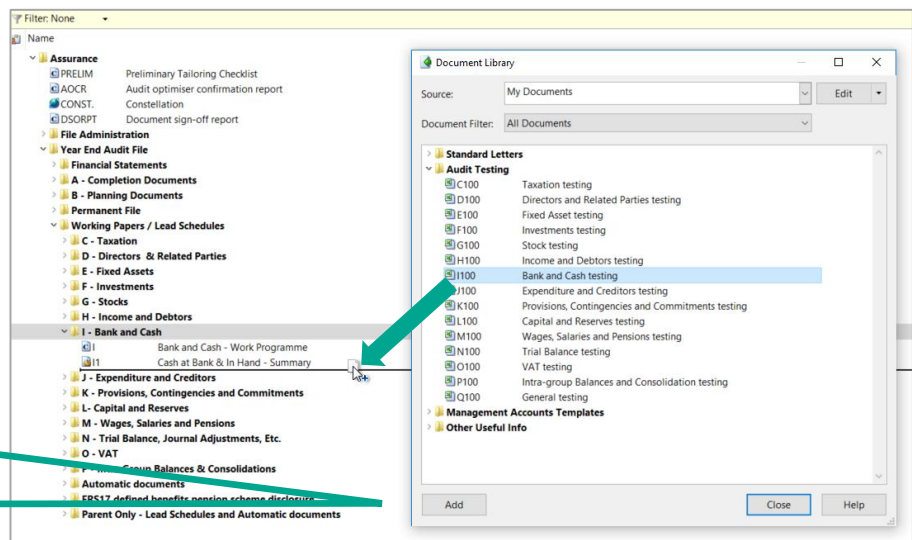 Filter: None
Name
Assurance
PRELIM Preliminary Tailoring Checklist
AOCR Audit optimiser confirmation report
CONST. Constellation
DSORPT Document sign-off report
File Administration
Year End Audit File
Financial Statements
A - Completion Documents
B - Planning Documents
Permanent File
Working Papers / Lead Schedules
C - Taxation
D - Directors & Related Parties
E - Fixed Assets
F - Investments
G - Stocks
H - Income and Debtors
I - Bank and Cash
I Bank and Cash - Work Programme
I1 Cash at Bank & In Hand - Summary
J - Expenditure and Creditors
K - Provisions, Contingencies and Commitments
L- Capital and Reserves
M - Wages, Salaries and Pensions
N - Trial Balance, Journal Adjustments, Etc.
O - VAT
Group Balances & Consolidations
Automatic documents
FRS17 defined benefits pension scheme disclosure
Parent Only - Lead Schedules and Automatic documents
Document Library
Source: My Documents Edit
Document Filter: All Documents
Standard Letters
Audit Testing
C100 Taxation testing
D100 Directors and Related Parties testing
E100 Fixed Asset testing
F100 Investments testing
G100 Stock testing
H100 Income and Debtors testing
I100 Bank and Cash testing
J100 Expenditure and Creditors testing
K100 Provisions, Contingencies and Commitments testing
L100 Capital and Reserves testing
M100 Wages, Salaries and Pensions testing
N100 Trial Balance testing
O100 VAT testing
P100 Intra-group Balances and Consolidation testing
Q100 General testing
Management Accounts Templates
Other Useful Info
Add Close Help